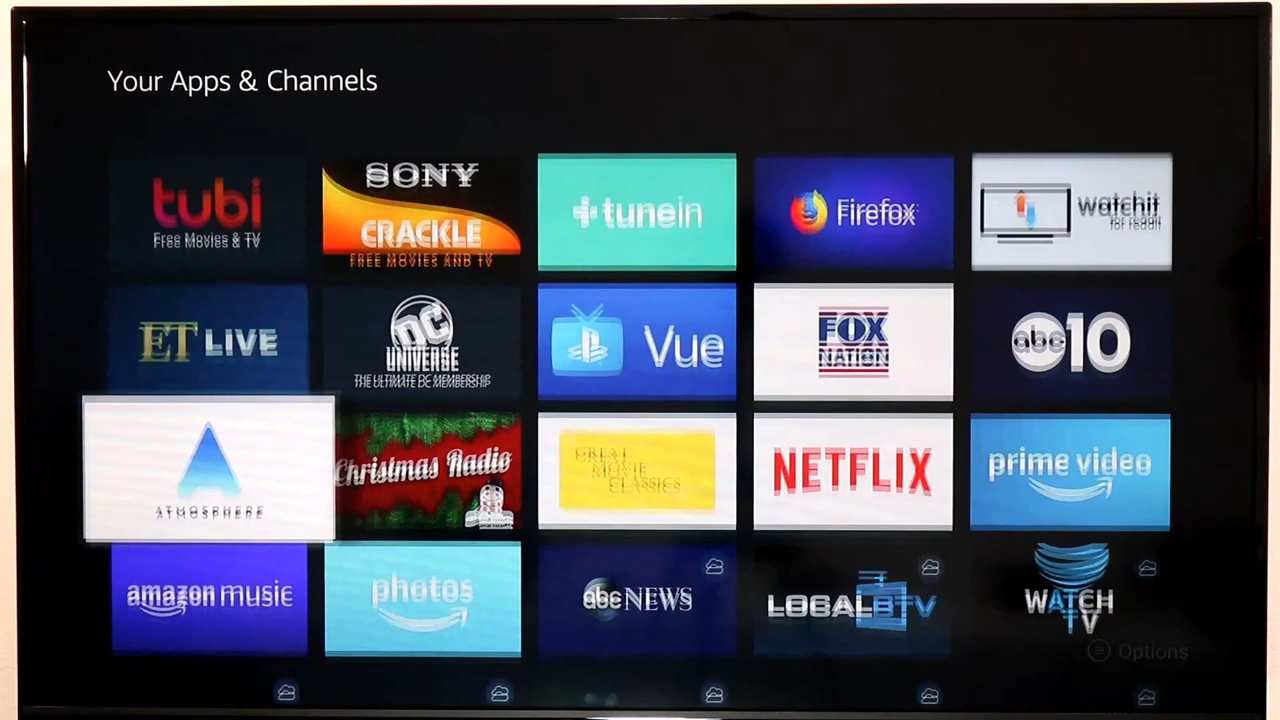 Your Apps & Channels
tubi
Free Movies & TV
SONY
CRACKLE
FREE MOVIES AND TV
tunein
Firefox
watchit
for reddit
ET LIVE
DC
UNIVERSE
THE ULTIMATE DC MEMBERSHIP
Vue
FOX
NATION
abc10
ATMOSPHERE
Christmas Radio
GREAT
MOVIE
CLASSICS
NETFLIX
prime video
amazon music
photos
abc NEWS
LOCALBTV
WATCH
TV
Options